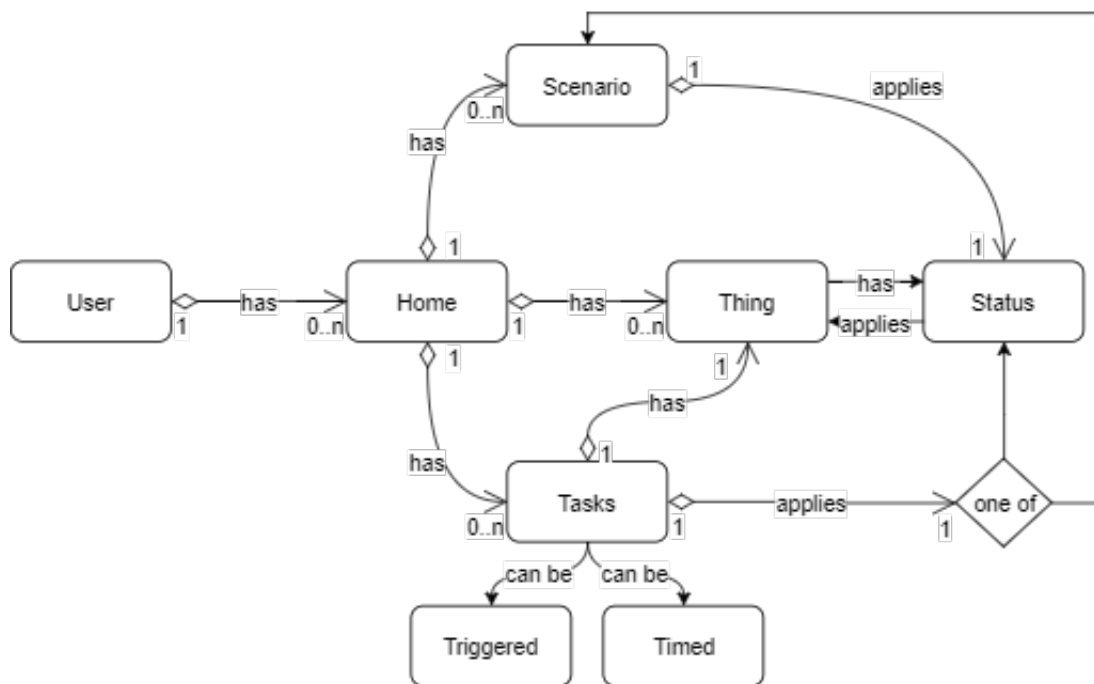 Scenario
1
applies
0..n
has
1
1
User
1
has
0..n
Home
1
has
0..n
Thing
has
applies
Status
1
1
has
has
1
0..n
Tasks
1
applies
1
one of
can be
can be
Triggered
Timed